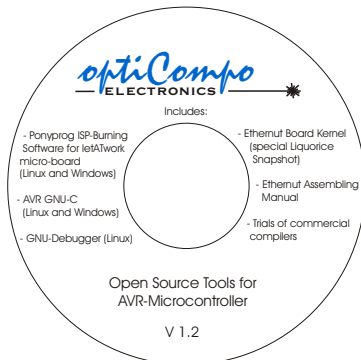 optiCompo
ELECTRONICS
Includes:
- Ponyprog ISP-Burning
Software for IetATwork
micro-board
(Linux and Windows)
- AVR GNU-C
(Linux and Windows)
- GNU-Debugger (Linux)
- Ethernut Board Kernel
(special Liquorice
Snapshot)
- Ethernut Assembling
Manual
- Trials of commercial
compilers
Open Source Tools for
AVR-Microcontroller
V 1.2